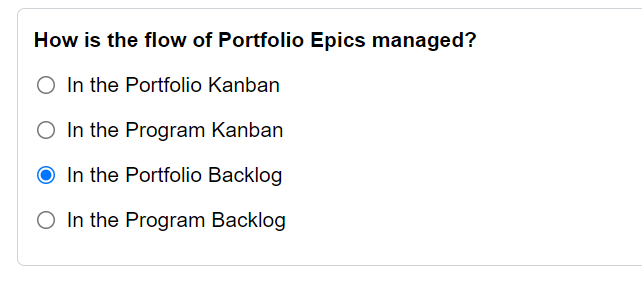 How is the flow of Portfolio Epics managed?
In the Portfolio Kanban
In the Program Kanban
In the Portfolio Backlog
In the Program Backlog